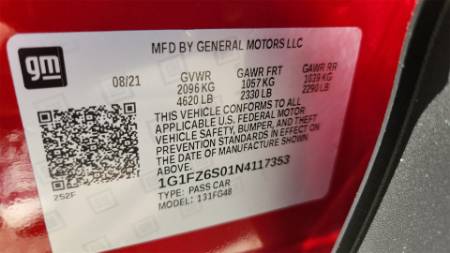 MFD BY GENERAL MOTORS LLC
gm
08/21 GVWR GAWR FRT GAWR RR
2096 KG 1057 KG 1039 KG
4620 LB 2330 LB 2290 LB
THIS VEHICLE CONFORMS TO ALL
APPLICABLE U.S. FEDERAL MOTOR
VEHICLE SAFETY, BUMPER, AND THEFT
PREVENTION STANDARDS IN EFFECT ON
THE DATE OF MANUFACTURE SHOWN
ABOVE.
1G1FZ6S01N4117353
TYPE: PASS CAR
MODEL: 131FG48
252F